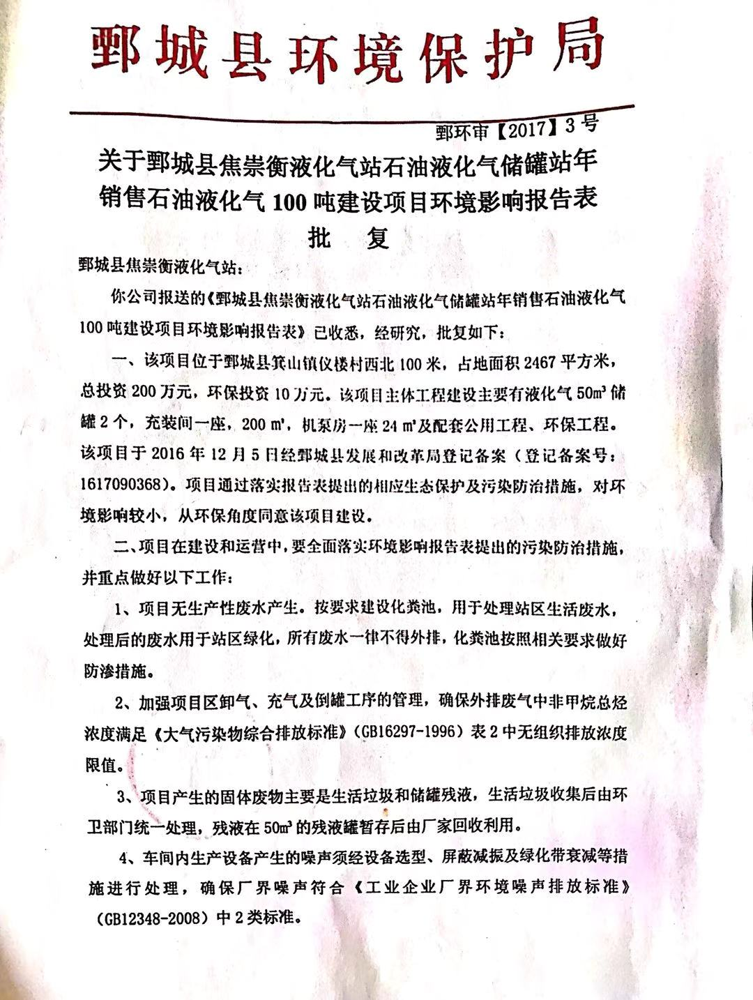 鄄城县环境保护局
鄄环审【2017】3号
关于鄄城县焦崇衡液化气站石油液化气储罐站年
销售石油液化气100吨建设项目环境影响报告表
批 复
鄄城县焦崇衡液化气站：
你公司报送的《鄄城县焦崇衡液化气站石油液化气储罐站年销售石油液化气
100吨建设项目环境影响报告表》已收悉，经研究，批复如下：
一、该项目位于鄄城县箕山镇仪楼村西北100米，占地面积2467平方米，
总投资200万元，环保投资10万元。该项目主体工程建设主要有液化气50m³储
罐2个，充装间一座，200㎡，机泵房一座24㎡及配套公用工程、环保工程。
该项目于2016年12月5日经鄄城县发展和改革局登记备案（登记备案号：
1617090368）。项目通过落实报告表提出的相应生态保护及污染防治措施，对环
境影响较小，从环保角度同意该项目建设。
二、项目在建设和运营中，要全面落实环境影响报告表提出的污染防治措施，
并重点做好以下工作：
1、项目无生产性废水产生。按要求建设化粪池，用于处理站区生活废水，
处理后的废水用于站区绿化，所有废水一律不得外排，化粪池按照相关要求做好
防渗措施。
2、加强项目区卸气、充气及倒罐工序的管理，确保外排废气中非甲烷总烃
浓度满足《大气污染物综合排放标准》（GB16297-1996）表2中无组织排放浓度
限值。
3、项目产生的固体废物主要是生活垃圾和储罐残液，生活垃圾收集后由环
卫部门统一处理，残液在50m³的残液罐暂存后由厂家回收利用。
4、车间内生产设备产生的噪声须经设备选型、屏蔽减振及绿化带衰减等措
施进行处理，确保厂界噪声符合《工业企业厂界环境噪声排放标准》
（GB12348-2008）中2类标准。